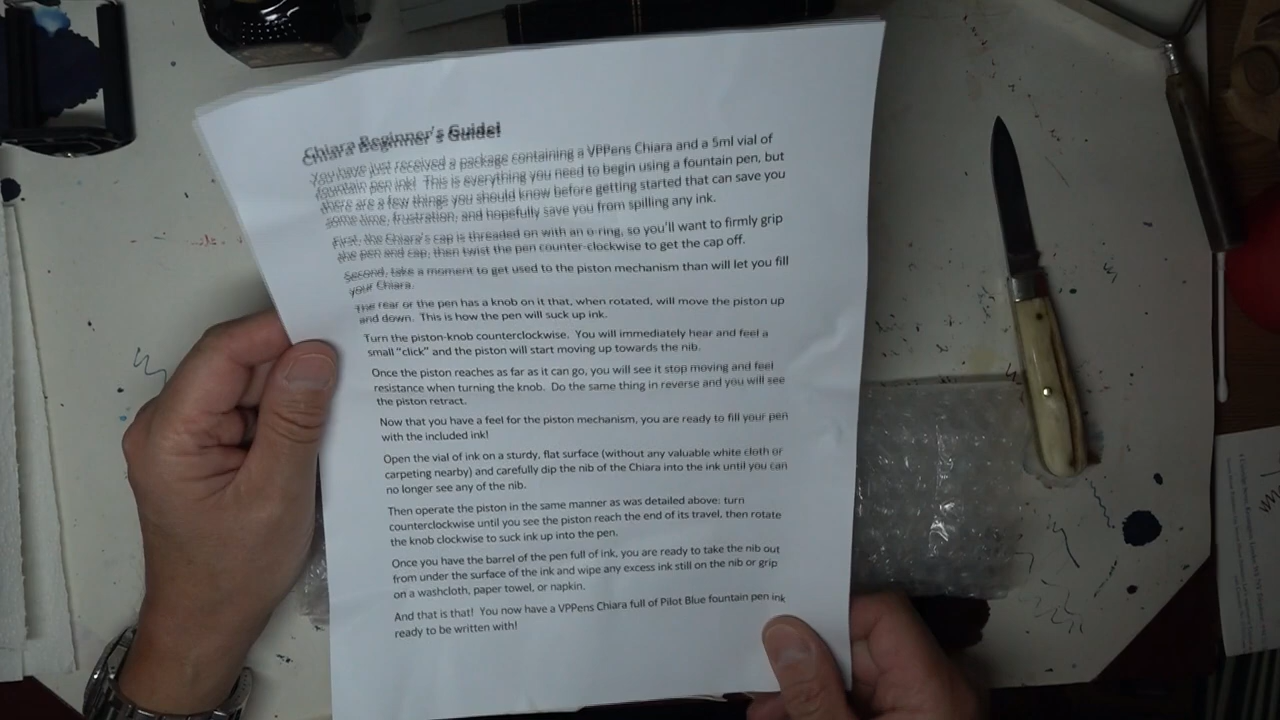 Chiara Beginner's Guide!
You have just received a package containing a VPPens Chiara and a 5ml vial of
fountain pen ink! This is everything you need to begin using a fountain pen, but
there are a few things you should know before getting started that can save you
some time, frustration, and hopefully save you from spilling any ink.
First, the Chiara's cap is threaded on with an o-ring, so you'll want to firmly grip
the pen and cap, then twist the pen counter-clockwise to get the cap off.
Second, take a moment to get used to the piston mechanism than will let you fill
your Chiara.
The rear or the pen has a knob on it that, when rotated, will move the piston up
and down. This is how the pen will suck up ink.
Turn the piston-knob counterclockwise. You will immediately hear and feel a
small "click" and the piston will start moving up towards the nib.
Once the piston reaches as far as it can go, you will see it stop moving and feel
resistance when turning the knob. Do the same thing in reverse and you will see
the piston retract.
Now that you have a feel for the piston mechanism, you are ready to fill your pen
with the included ink!
Open the vial of ink on a sturdy, flat surface (without any valuable white cloth or
carpeting nearby) and carefully dip the nib of the Chiara into the ink until you can
no longer see any of the nib.
Then operate the piston in the same manner as was detailed above: turn
counterclockwise until you see the piston reach the end of its travel, then rotate
the knob clockwise to suck ink up into the pen.
Once you have the barrel of the pen full of ink, you are ready to take the nib out
from under the surface of the ink and wipe any excess ink still on the nib or grip
on a washcloth, paper towel, or napkin.
And that is that! You now have a VPPens Chiara full of Pilot Blue fountain pen ink
ready to be written with!